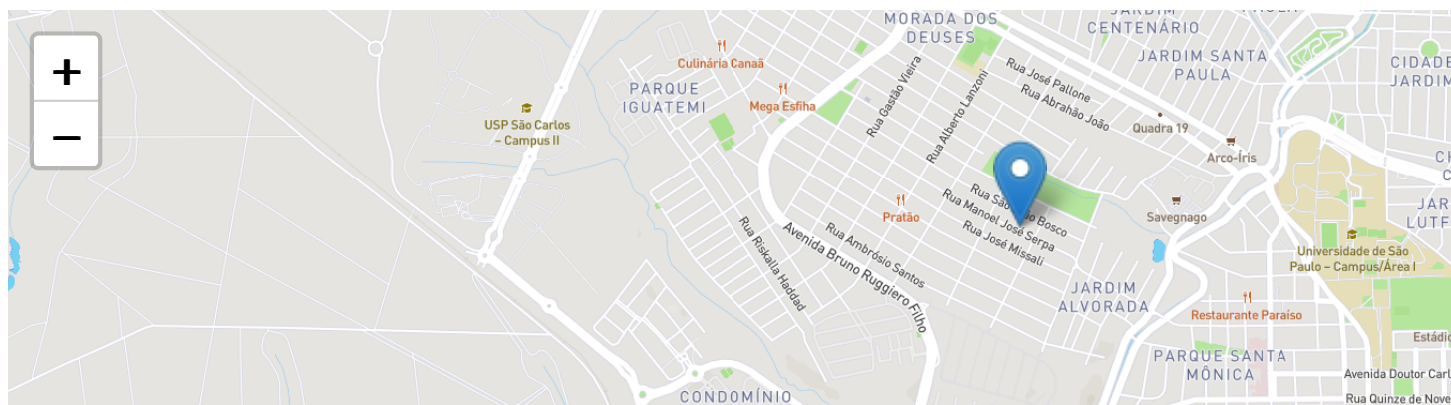 +
−
MORADA DOS
DEUSES
JARDIM
CENTENÁRIO
JARDIM SANTA
PAULA
CIDADE
JARDIM
Culinária Canaã
PARQUE
IGUATEMI
Mega Esfiha
USP São Carlos
– Campus II
Rua Gastão Vieira
Rua Alberto Lanzoni
Rua José Pallone
Rua Abrahão João
Quadra 19
Arco-Íris
Savegnago
Pratão
Rua São Bosco
Rua Manoel José Serpa
Rua José Missali
Rua Riskalla Haddad
Avenida Bruno Ruggiero Filho
Rua Ambrósio Santos
JARDIM
ALVORADA
JAR
LUTF
Universidade de São
Paulo – Campus/Área I
Restaurante Paraíso
Estádio
PARQUE SANTA
MÔNICA
CONDOMÍNIO
Avenida Doutor Carl
Rua Quinze de Nove